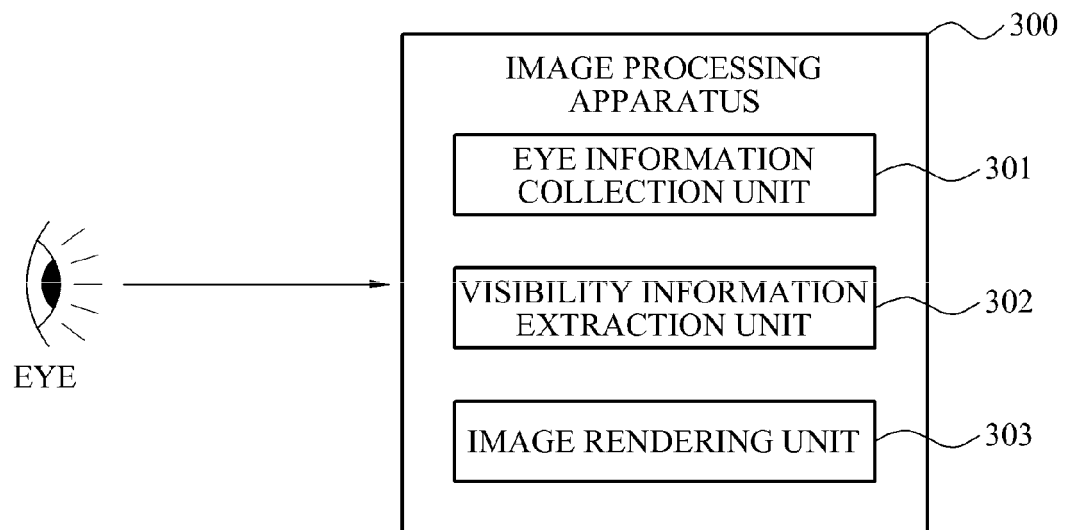 300
IMAGE PROCESSING
APPARATUS
EYE INFORMATION
COLLECTION UNIT
301
VISIBILITY INFORMATION
EXTRACTION UNIT
302
EYE
IMAGE RENDERING UNIT
303